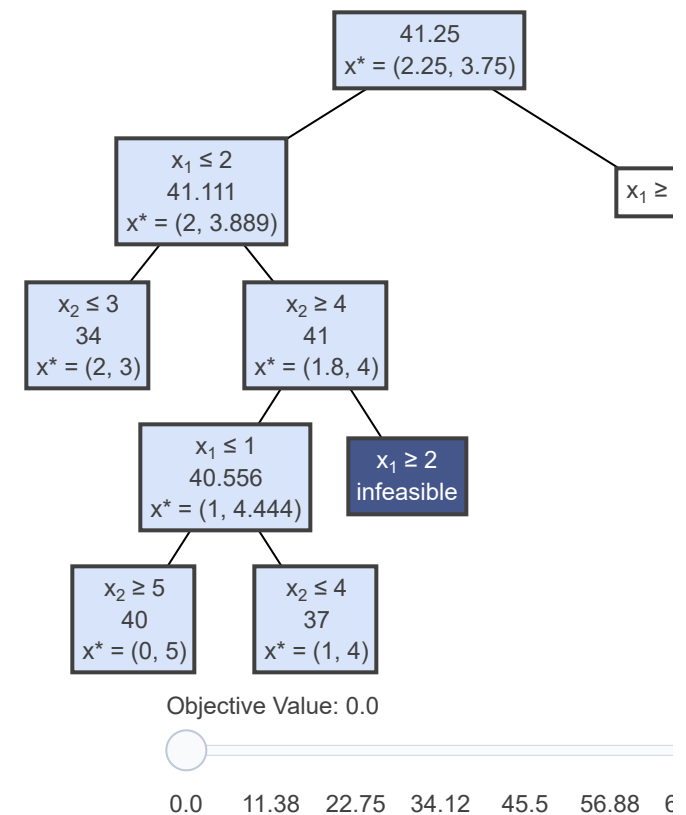 41.25
x* = (2.25, 3.75)
x₁ ≤ 2
41.111
x* = (2, 3.889)
x₁ ≥
x₂ ≤ 3
34
x* = (2, 3)
x₂ ≥ 4
41
x* = (1.8, 4)
x₁ ≤ 1
40.556
x* = (1, 4.444)
x₁ ≥ 2
infeasible
x₂ ≥ 5
40
x* = (0, 5)
x₂ ≤ 4
37
x* = (1, 4)
Objective Value: 0.0
0.0 11.38 22.75 34.12 45.5 56.88